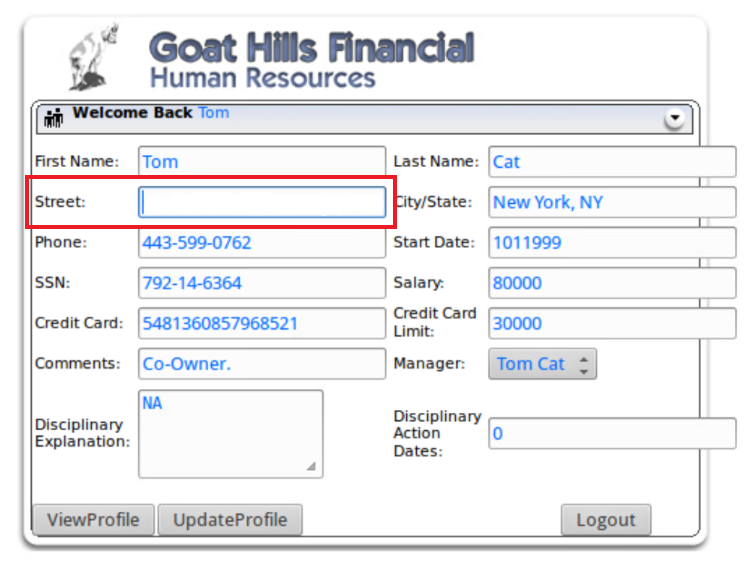 Goat Hills Financial
Human Resources
Welcome Back Tom
First Name: Tom Last Name: Cat
Street: City/State: New York, NY
Phone: 443-599-0762 Start Date: 1011999
SSN: 792-14-6364 Salary: 80000
Credit Card: 5481360857968521 Credit Card Limit: 30000
Comments: Co-Owner. Manager: Tom Cat
Disciplinary Explanation: NA Disciplinary Action Dates: 0
ViewProfile UpdateProfile Logout